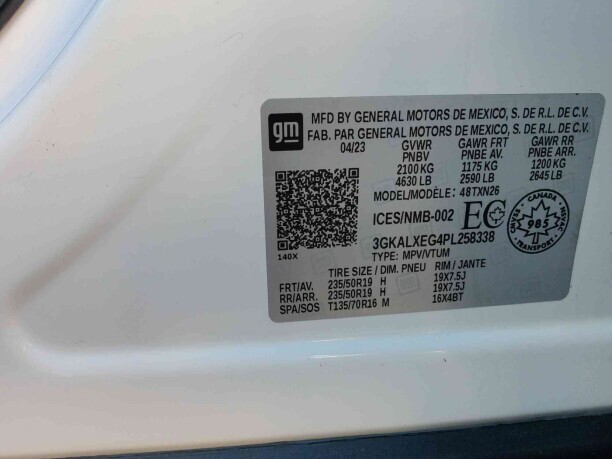 gm
MFD BY GENERAL MOTORS DE MEXICO, S. DE R.L. DE C.V.
FAB. PAR GENERAL MOTORS DE MEXICO, S. DE R.L. DE C.V.
04/23 GVWR GAWR FRT GAWR RR
PNBV PNBE AV. PNBE ARR.
2100 KG 1175 KG 1200 KG
4630 LB 2590 LB 2645 LB
MODEL/MODÈLE: 48TXN26
ICES/NMB-002 EC
CANADA
CMVSS NSVAC
985
TRANSPORT
3GKALXEG4PL258338
140X
TYPE: MPV/VTUM
TIRE SIZE / DIM. PNEU RIM / JANTE
FRT/AV. 235/50R19 H 19X7.5J
RR/ARR. 235/50R19 H 19X7.5J
SPA/SOS T135/70R16 M 16X4BT